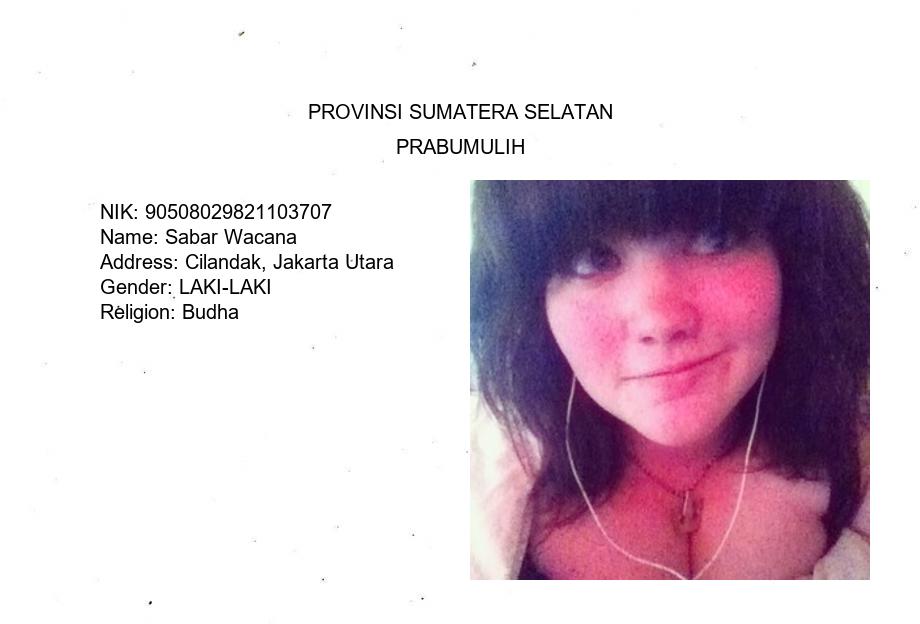 PROVINSI SUMATERA SELATAN
PRABUMULIH
NIK: 90508029821103707
Name: Sabar Wacana
Address: Cilandak, Jakarta Utara
Gender: LAKI-LAKI
Religion: Budha